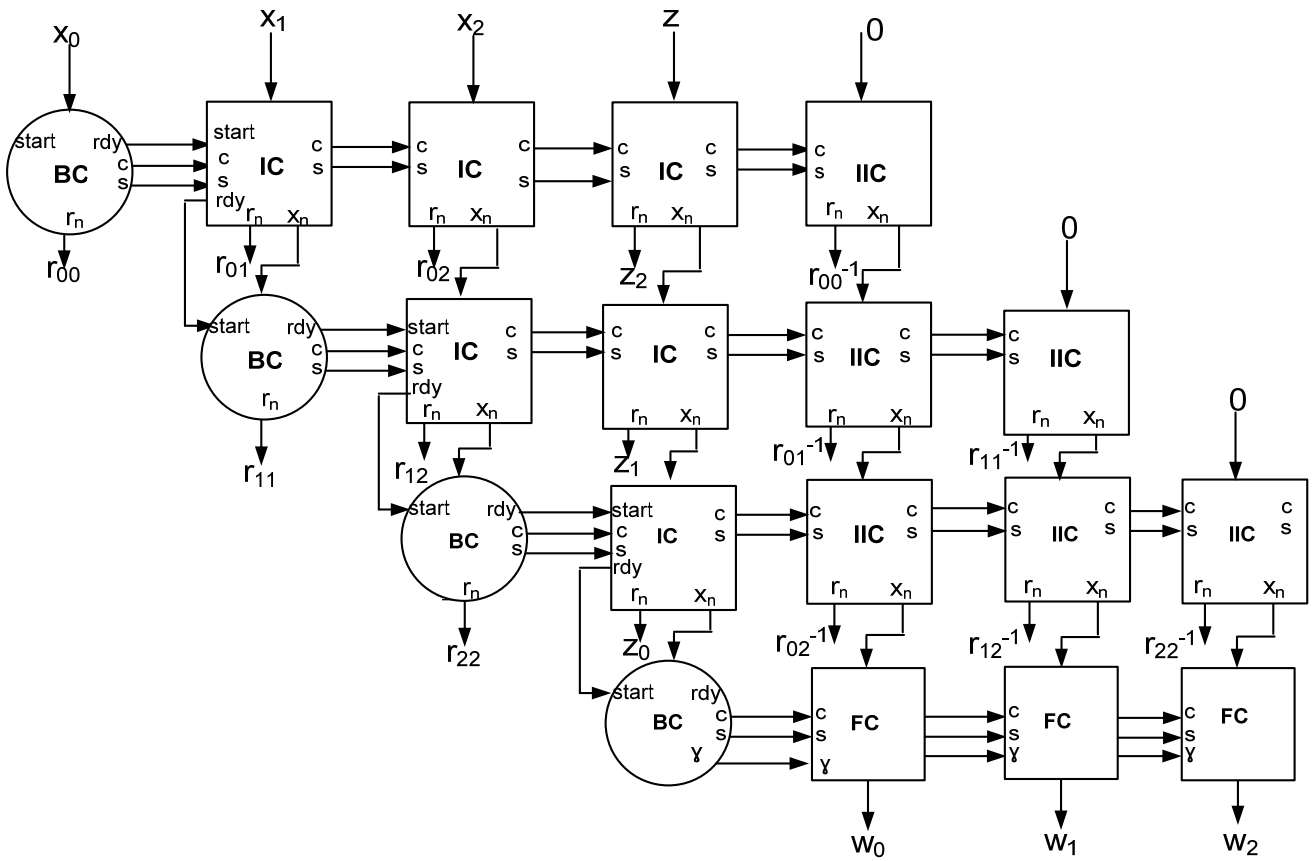 x0 x1 x2 z 0
start rdy c s BC rn
start c s rdy IC c s rn xn
c s IC c s rn xn
c s IC c s rn xn
c s IIC rn xn
r00 r01 r02 z2 r00-1 0
start rdy c s BC rn
start c s rdy IC c s rn xn
c s IC c s rn xn
c s IIC c s rn xn
c s IIC rn xn
r11 r12 z1 r01-1 r11-1 0
start rdy c s BC rn
start c s rdy IC c s rn xn
c s IIC c s rn xn
c s IIC c s rn xn
c s IIC c s rn xn
r22 z0 r02-1 r12-1 r22-1
start rdy c s ɣ BC
c s ɣ FC
c s ɣ FC
c s ɣ FC
w0 w1 w2